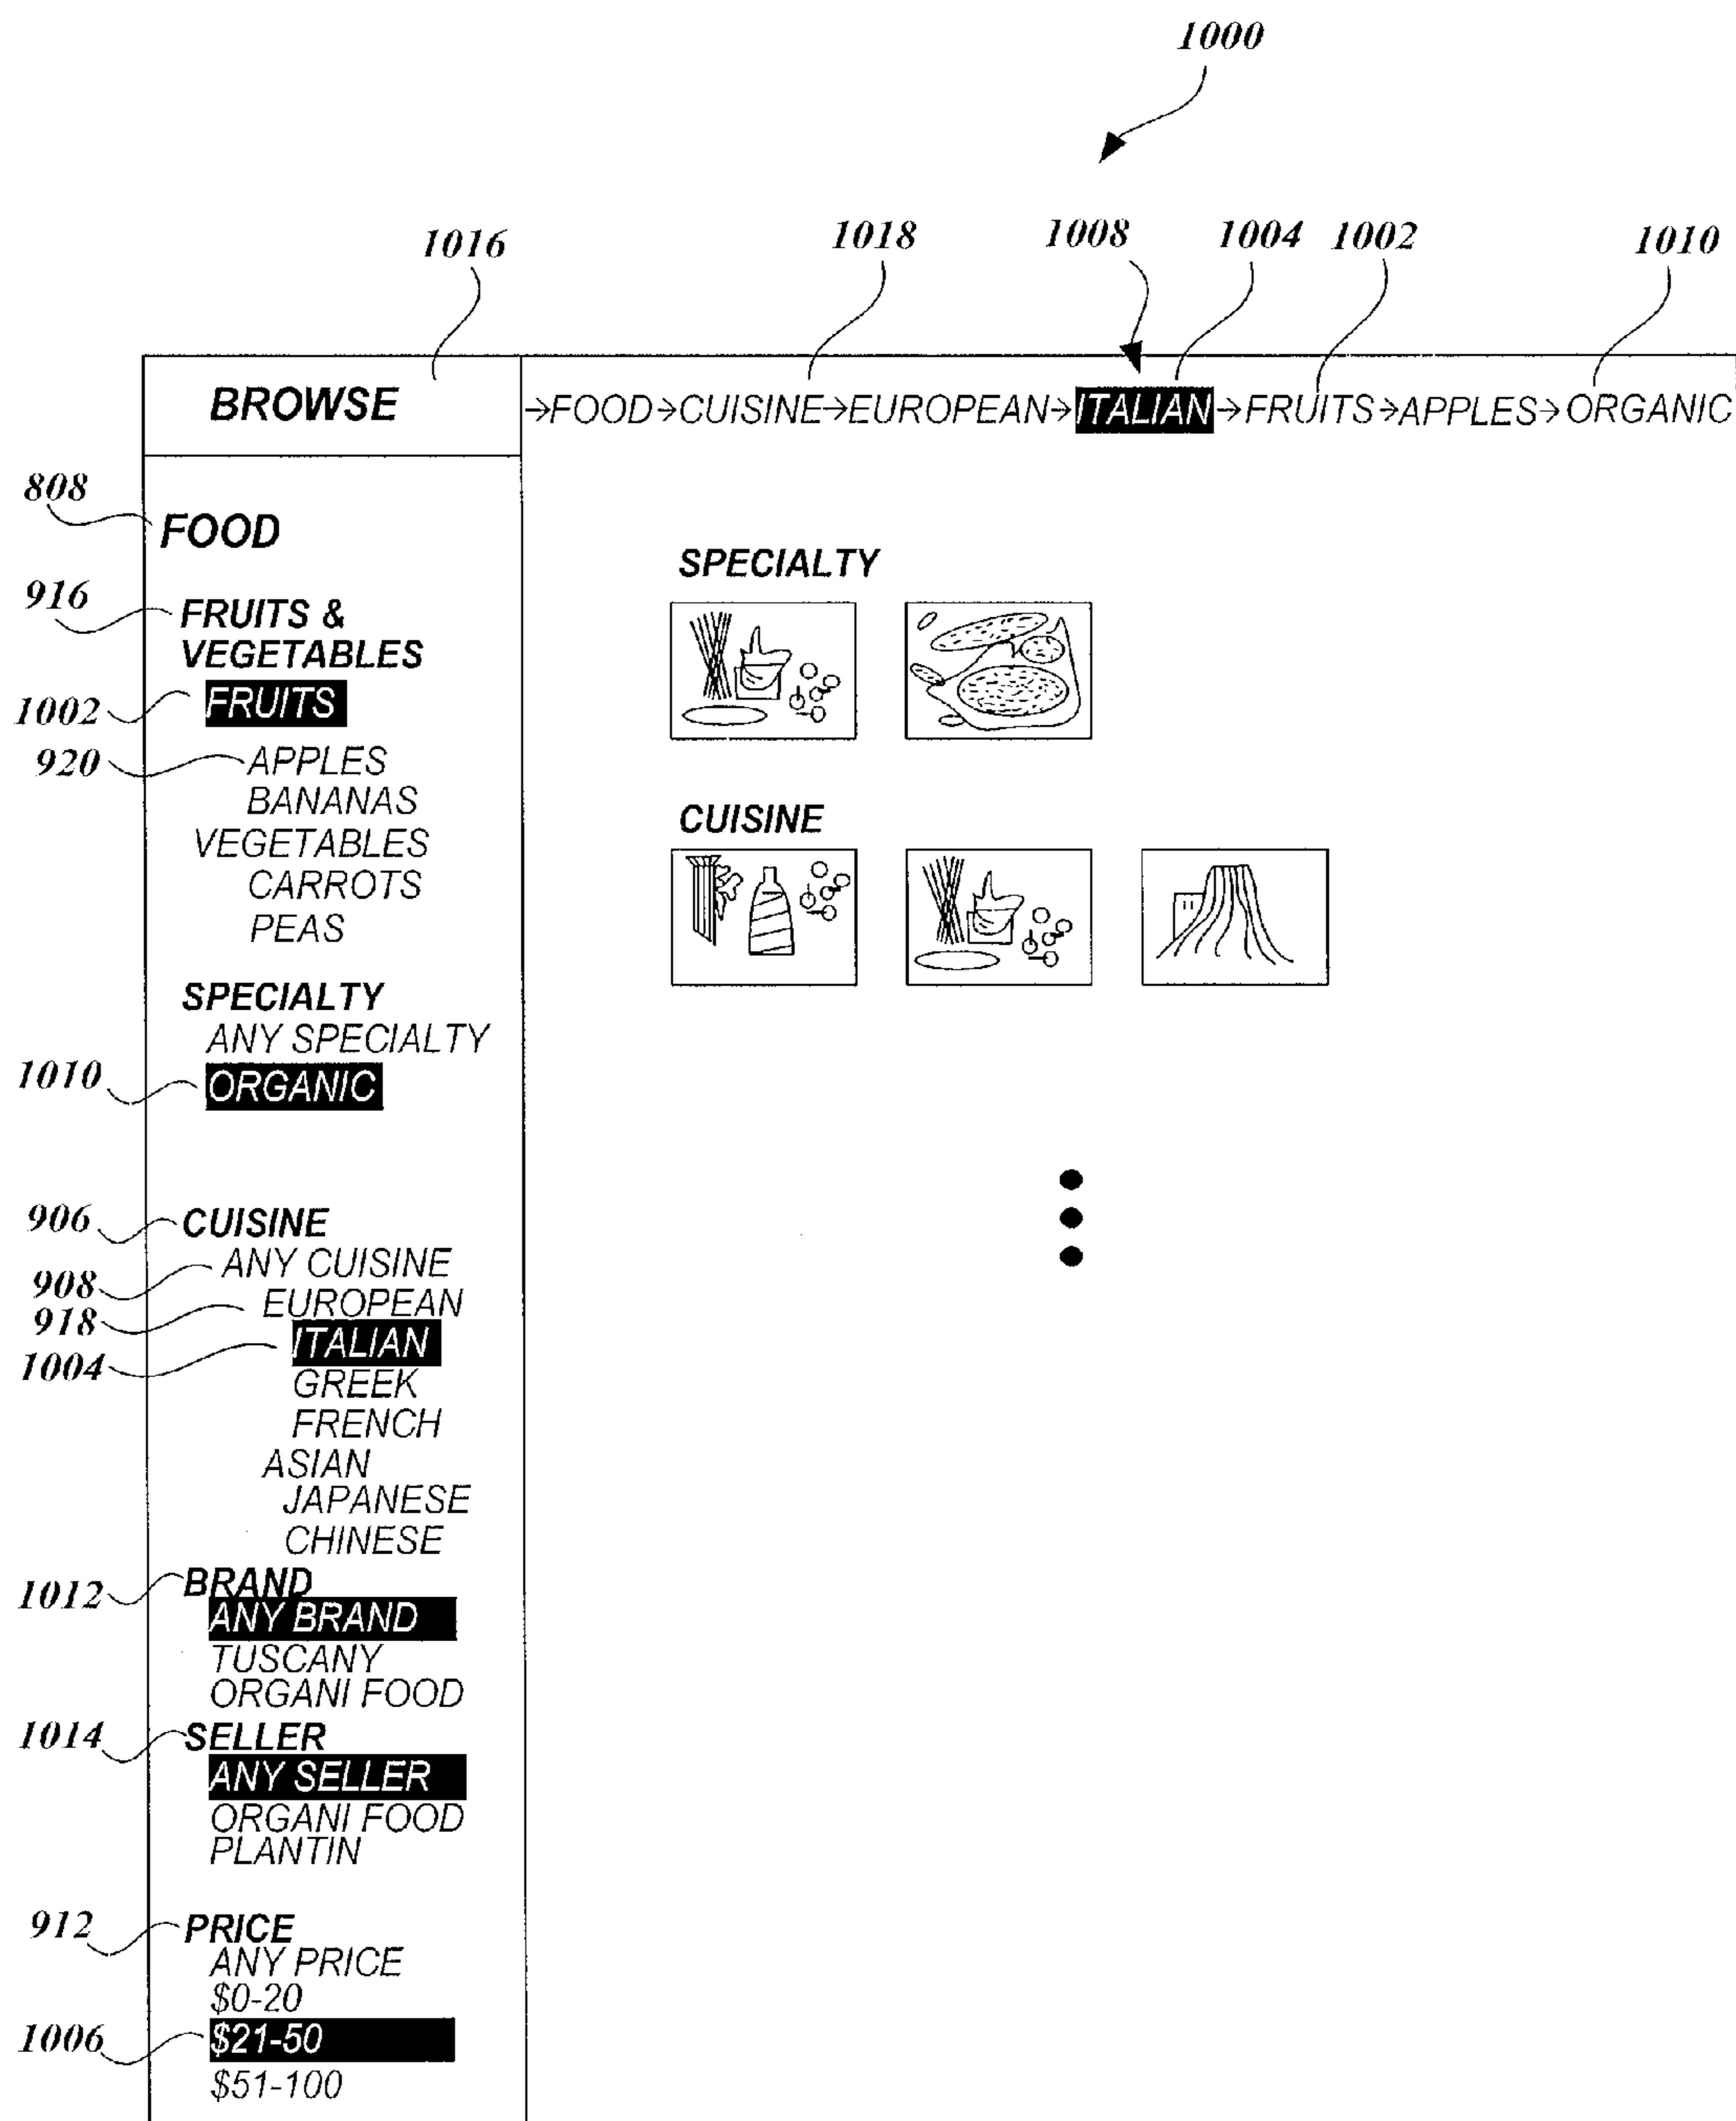 1000
1016 1018 1008 1004 1002 1010
BROWSE →FOOD→CUISINE→EUROPEAN→ITALIAN→FRUITS→APPLES→ORGANIC
808
FOOD
916
FRUITS &
VEGETABLES
1002
FRUITS
920
APPLES
BANANAS
VEGETABLES
CARROTS
PEAS
SPECIALTY
ANY SPECIALTY
1010
ORGANIC
906
CUISINE
908
ANY CUISINE
918
EUROPEAN
1004
ITALIAN
GREEK
FRENCH
ASIAN
JAPANESE
CHINESE
1012
BRAND
ANY BRAND
TUSCANY
ORGANI FOOD
1014
SELLER
ANY SELLER
ORGANI FOOD
PLANTIN
912
PRICE
ANY PRICE
$0-20
1006
$21-50
$51-100
SPECIALTY
CUISINE